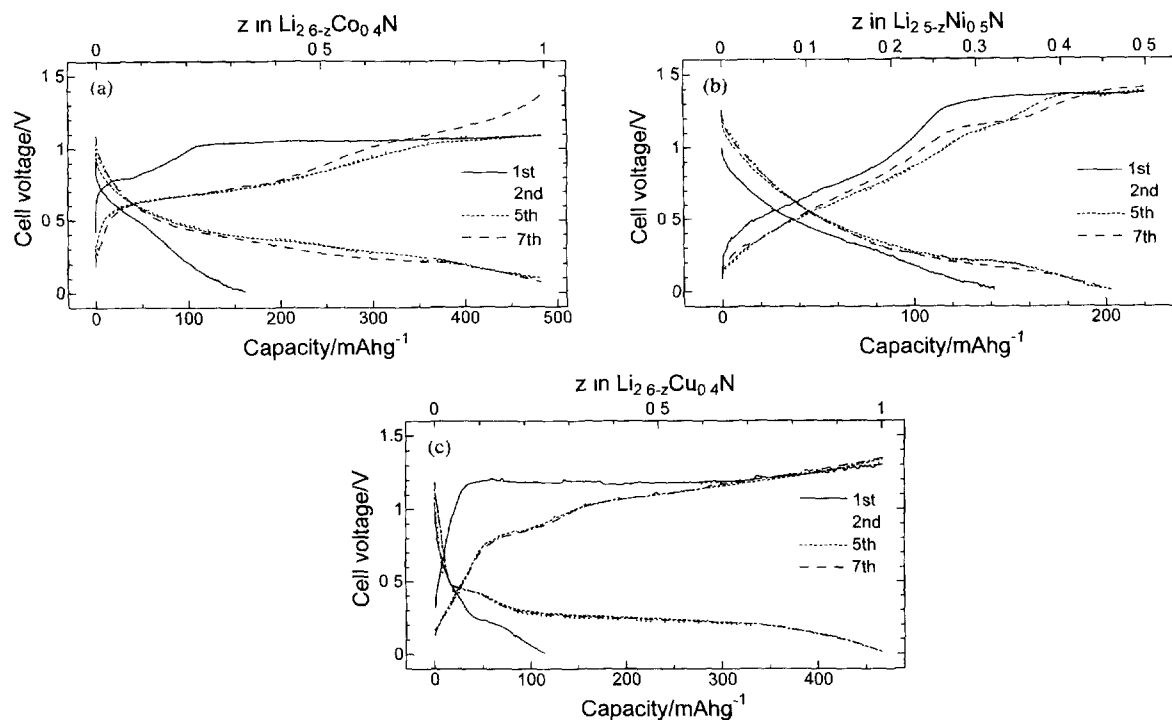 z in Li2 6-zCo0 4N
0 0 5 1
1 5
1
0 5
0
Cell voltage/V
(a)
1st
2nd
5th
7th
0 100 200 300 400 500
Capacity/mAhg-1
z in Li2 5-zNi0 5N
0 0 1 0 2 0 3 0 4 0 5
1 5
1
0 5
0
Cell voltage/V
(b)
1st
2nd
5th
7th
0 100 200
Capacity/mAhg-1
z in Li2 6-zCu0 4N
0 0 5 1
1 5
1
0 5
0
Cell voltage/V
(c)
1st
2nd
5th
7th
0 100 200 300 400
Capacity/mAhg-1